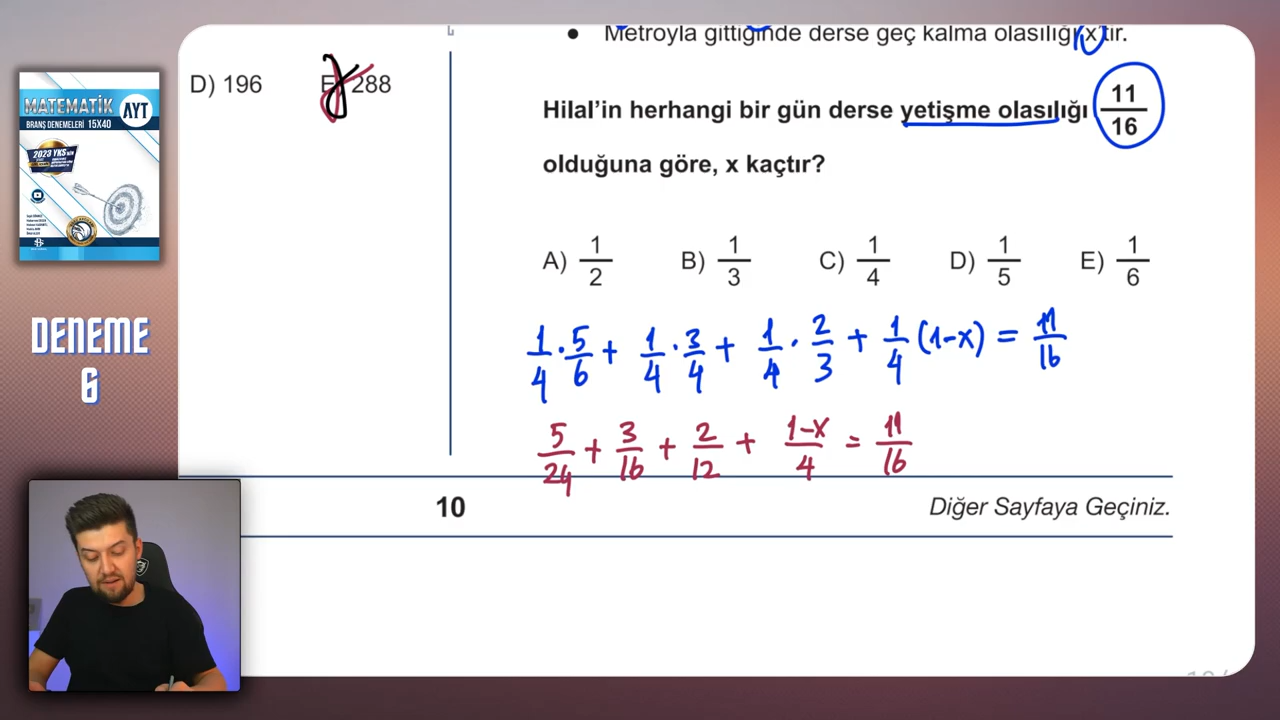 ● Metroyla gittiğinde derse geç kalma olasılığı x'tir.
D) 196 E) 288
Hilal'in herhangi bir gün derse yetişme olasılığı 11/16
olduğuna göre, x kaçtır?
A) 1/2 B) 1/3 C) 1/4 D) 1/5 E) 1/6
1/4 · 5/6 + 1/4 · 3/4 + 1/4 · 2/3 + 1/4 (1-x) = 11/16
5/24 + 3/16 + 2/12 + 1-x/4 = 11/16
10
Diğer Sayfaya Geçiniz.
MATEMATİK AYT
BRANŞ DENEMELERİ 15X40
2023 YKS'NİN
DENEME
6